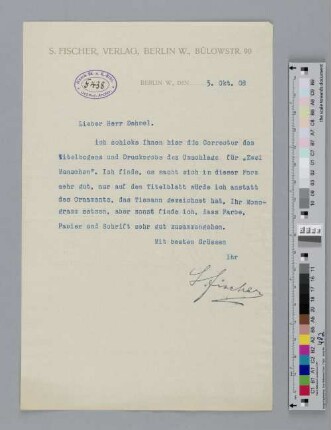 S. FISCHER, VERLAG, BERLIN W., BÜLOWSTR. 90
5438
BERLIN W., DEN 5. Okt. 08
Lieber Herr Dehmel,
Ich schicke Ihnen hier die Correctur des
Titelbogens und Druckprobe des Umschlags für „Zwei
Menschen“. Ich finde, es macht sich in dieser Form
sehr gut, nur auf dem Titelblatt würde ich anstatt
des Ornaments, das Tiemann gezeichnet hat, Ihr Mono-
gramm setzen, aber sonst finde ich, dass Farbe,
Papier und Schrift sehr gut zusammengehen.
Mit besten Grüssen
Ihr
S. Fischer